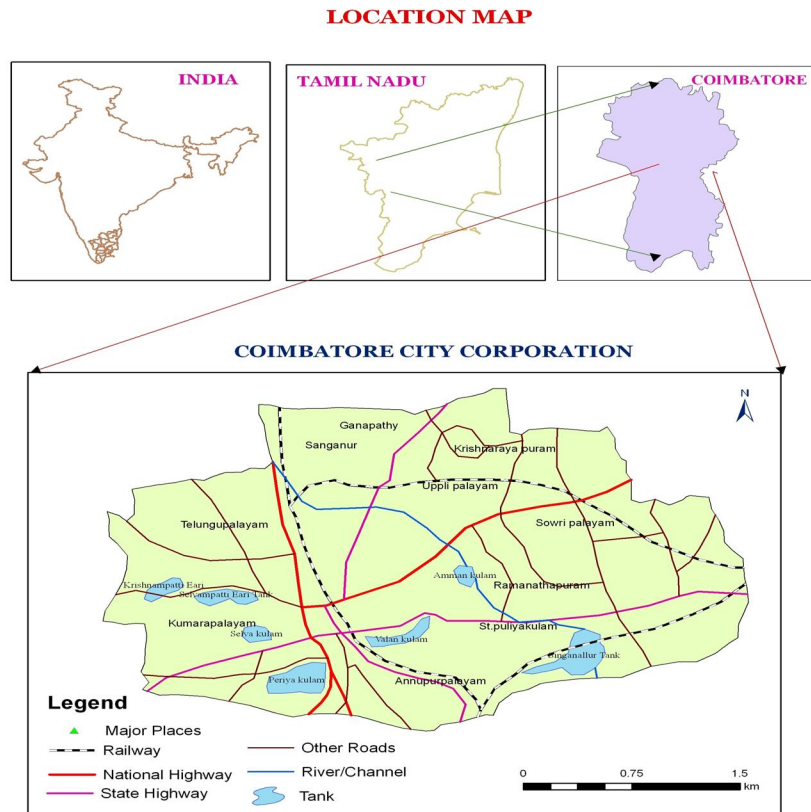 LOCATION MAP
INDIA
TAMIL NADU
COIMBATORE
COIMBATORE CITY CORPORATION
N
Ganapathy
Sanganur
Krishnaraya puram
Uppli palayam
Telungupalayam
Sowri palayam
Amman kulam
Krishnampatti Eari
Ramanathapuram
Selvampatti Eari Tank
Kumarapalayam
St.puliyakulam
Selva kulam
Valan kulam
Singanallur Tank
Periya kulam
Annupurpalayam
Legend
Major Places
Railway
National Highway
State Highway
Other Roads
River/Channel
Tank
0 0.75 1.5
km